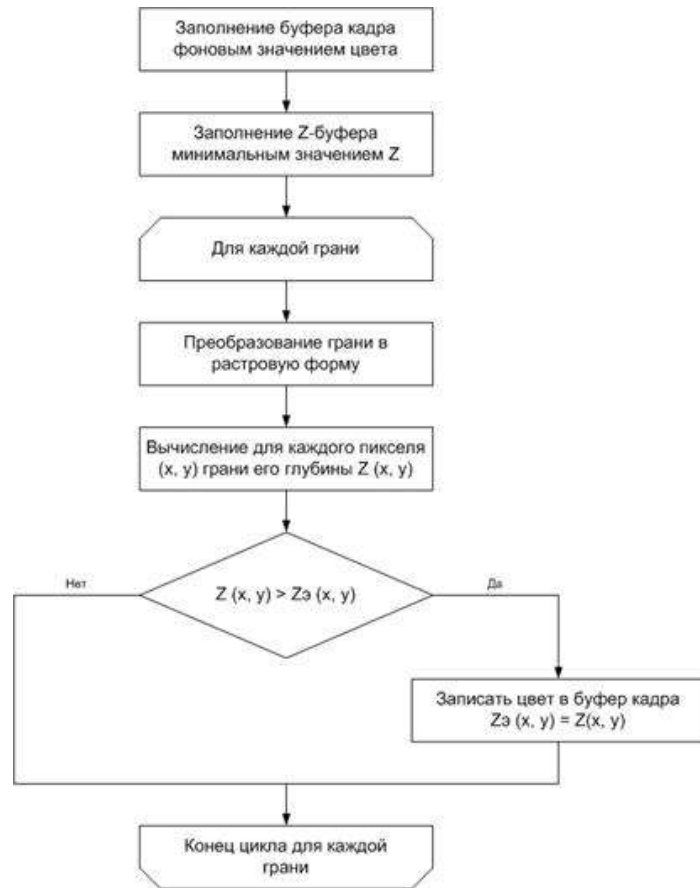 Заполнение буфера кадра
фоновым значением цвета
Заполнение Z-буфера
минимальным значением Z
Для каждой грани
Преобразование грани в
растровую форму
Вычисление для каждого пикселя
(x, y) грани его глубины Z (x, y)
Нет
Z (x, y) > Zэ (x, y)
Да
Записать цвет в буфер кадра
Zэ (x, y) = Z(x, y)
Конец цикла для каждой
грани